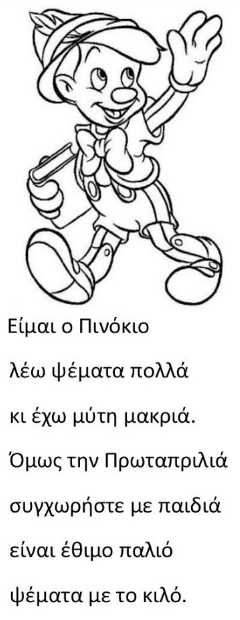 Είμαι ο Πινόκιο
λέω ψέματα πολλά
κι έχω μύτη μακριά.
Όμως την Πρωταπριλιά
συγχωρήστε με παιδιά
είναι έθιμο παλιό
ψέματα με το κιλό.